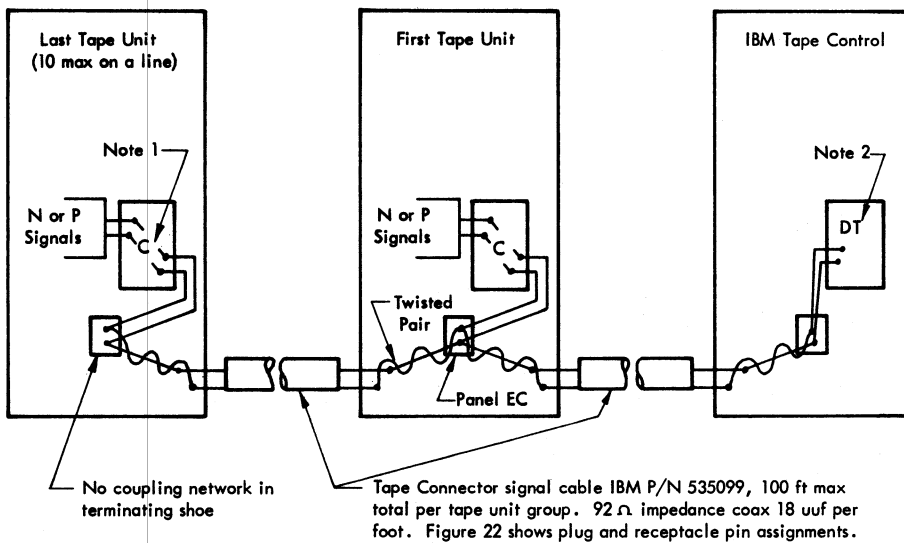 Last Tape Unit
(10 max on a line)
First Tape Unit
IBM Tape Control
Note 1
Note 2
N or P
Signals
C
N or P
Signals
C
DT
Twisted
Pair
Panel EC
No coupling network in
terminating shoe
Tape Connector signal cable IBM P/N 535099, 100 ft max
total per tape unit group. 92 Ω impedance coax 18 uuf per
foot. Figure 22 shows plug and receptacle pin assignments.